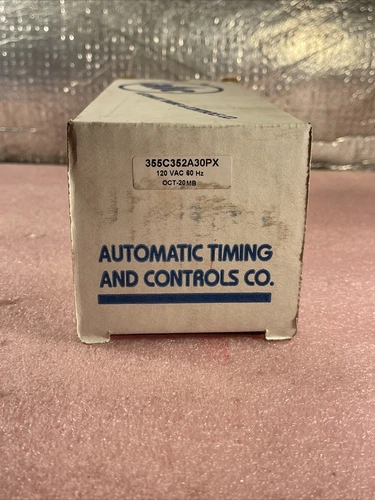 355C352A30PX
120 VAC 60 Hz
OCT-20MB
AUTOMATIC TIMING
AND CONTROLS CO.